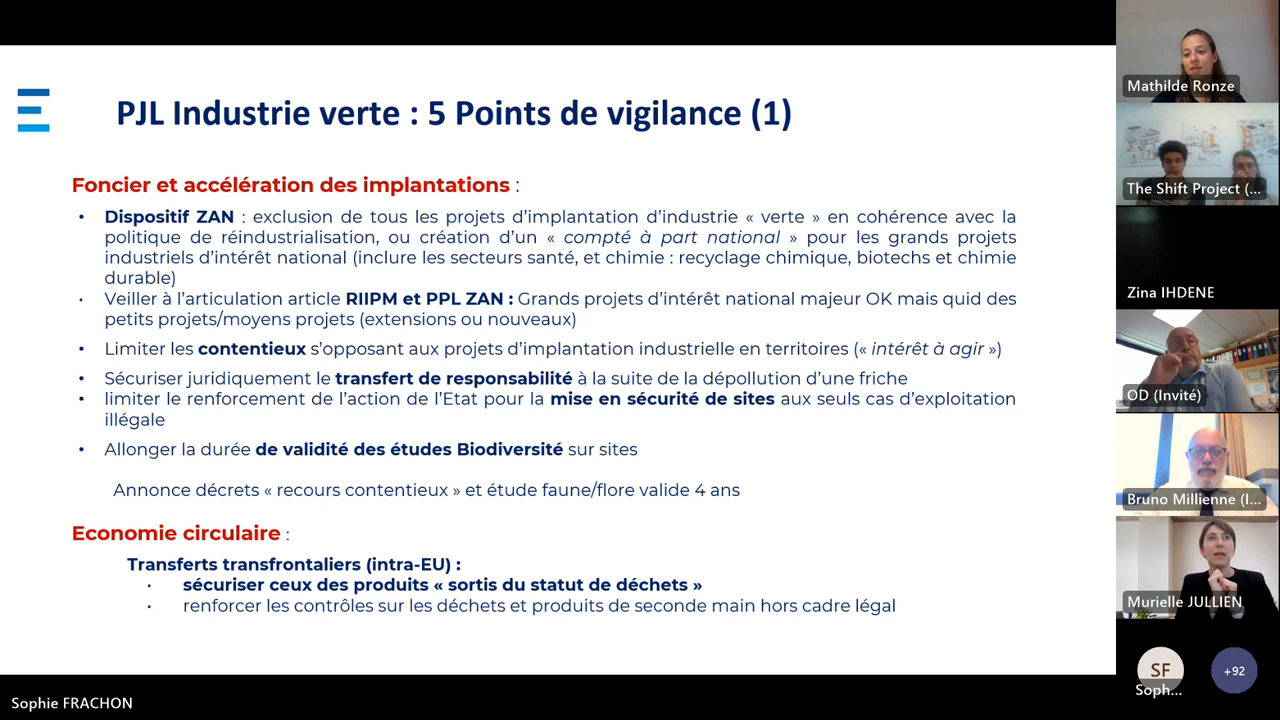 PJL Industrie verte : 5 Points de vigilance (1)
Foncier et accélération des implantations :
• Dispositif ZAN : exclusion de tous les projets d’implantation d’industrie « verte » en cohérence avec la
politique de réindustrialisation, ou création d’un « compté à part national » pour les grands projets
industriels d’intérêt national (inclure les secteurs santé, et chimie : recyclage chimique, biotechs et chimie
durable)
• Veiller à l’articulation article RIIPM et PPL ZAN : Grands projets d’intérêt national majeur OK mais quid des
petits projets/moyens projets (extensions ou nouveaux)
• Limiter les contentieux s’opposant aux projets d’implantation industrielle en territoires (« intérêt à agir »)
• Sécuriser juridiquement le transfert de responsabilité à la suite de la dépollution d’une friche
• limiter le renforcement de l’action de l’Etat pour la mise en sécurité de sites aux seuls cas d’exploitation
illégale
• Allonger la durée de validité des études Biodiversité sur sites
Annonce décrets « recours contentieux » et étude faune/flore valide 4 ans
Economie circulaire :
Transferts transfrontaliers (intra-EU) :
• sécuriser ceux des produits « sortis du statut de déchets »
• renforcer les contrôles sur les déchets et produits de seconde main hors cadre légal
Sophie FRACHON
Mathilde Ronze
The Shift Project (...
Zina IHDENE
OD (Invité)
Bruno Millienne (I...
Murielle JULLIEN
SF
Soph...
+92